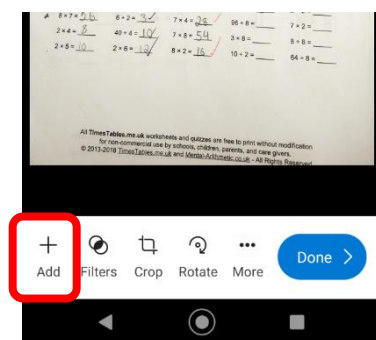 8 × 7 = 56 6 ÷ 2 = 3 7 × 4 = 28 96 ÷ 8 = 7 × 2 =
2 × 4 = 8 40 ÷ 4 = 10 7 × 8 = 54 3 × 8 = 8 ÷ 8 =
2 × 5 = 10 2 × 6 = 12 8 × 2 = 16 10 ÷ 2 = 64 ÷ 8 =
All TimesTables.me.uk worksheets and quizzes are free to print without modification
for non-commercial use by schools, children, parents, and care givers.
© 2013-2018 TimesTables.me.uk and Mental-Arithmetic.co.uk - All Rights Reserved
Add Filters Crop Rotate More Done